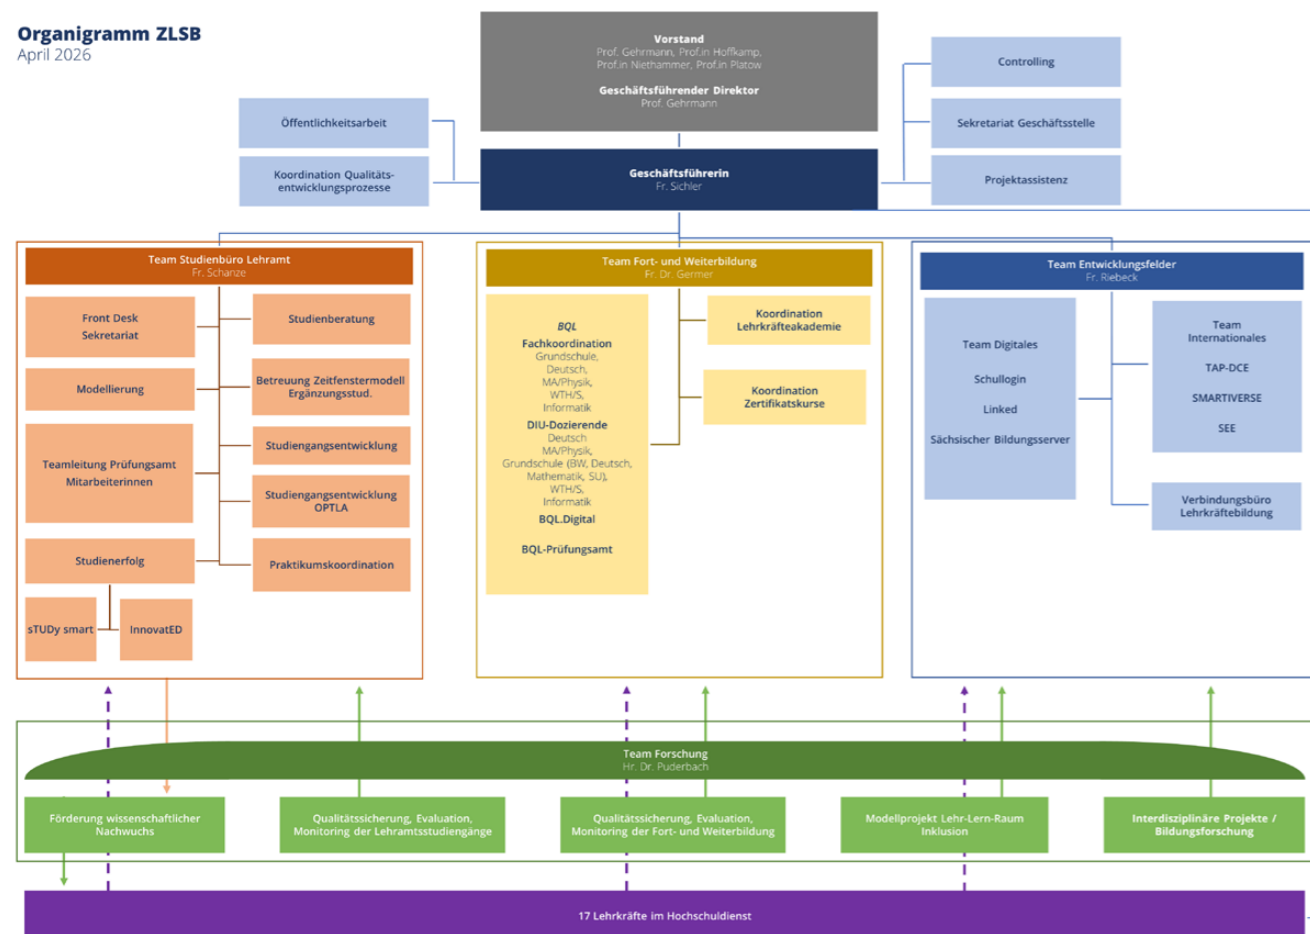 Organigramm ZLSB
April 2026
Vorstand
Prof. Gehrmann, Prof.in Hoffkamp,
Prof.in Niethammer, Prof.in Platow
Geschäftsführender Direktor
Prof. Gehrmann
Öffentlichkeitsarbeit
Koordination Qualitäts-
entwicklungsprozesse
Geschäftsführerin
Fr. Sichler
Controlling
Sekretariat Geschäftsstelle
Projektassistenz
Team Studienbüro Lehramt
Fr. Schanze
Front Desk
Sekretariat
Modellierung
Teamleitung Prüfungsamt
Mitarbeiterinnen
Studienerfolg
sTUDy smart
InnovatED
Studienberatung
Betreuung Zeitfenstermodell
Ergänzungsstud.
Studiengangsentwicklung
Studiengangsentwicklung
OPTLA
Praktikumskoordination
Team Fort- und Weiterbildung
Fr. Dr. Germer
BQL
Fachkoordination
Grundschule,
Deutsch,
MA/Physik,
WTH/S,
Informatik
DIU-Dozierende
Deutsch
MA/Physik,
Grundschule (BW, Deutsch,
Mathematik, SU),
WTH/S,
Informatik
BQL.Digital
BQL-Prüfungsamt
Koordination
Lehrkräfteakademie
Koordination
Zertifikatskurse
Team Entwicklungsfelder
Fr. Riebeck
Team Digitales
Schullogin
Linked
Sächsischer Bildungsserver
Team
Internationales
TAP-DCE
SMARTIVERSE
SEE
Verbindungsbüro
Lehrkräftebildung
Team Forschung
Hr. Dr. Puderbach
Förderung wissenschaftlicher
Nachwuchs
Qualitätssicherung, Evaluation,
Monitoring der Lehramtsstudiengänge
Qualitätssicherung, Evaluation,
Monitoring der Fort- und Weiterbildung
Modellprojekt Lehr-Lern-Raum
Inklusion
Interdisziplinäre Projekte /
Bildungsforschung
17 Lehrkräfte im Hochschuldienst